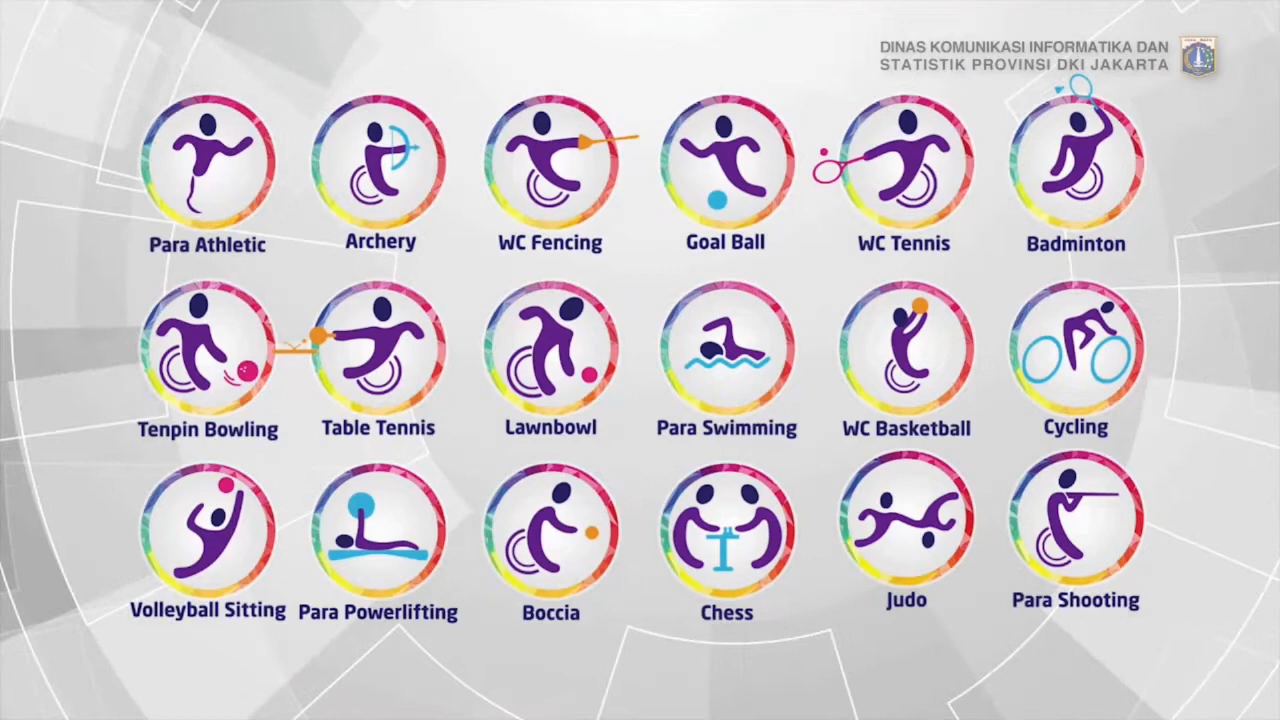 DINAS KOMUNIKASI INFORMATIKA DAN
STATISTIK PROVINSI DKI JAKARTA
Para Athletic
Archery
WC Fencing
Goal Ball
WC Tennis
Badminton
Tenpin Bowling
Table Tennis
Lawnbowl
Para Swimming
WC Basketball
Cycling
Volleyball Sitting
Para Powerlifting
Boccia
Chess
Judo
Para Shooting